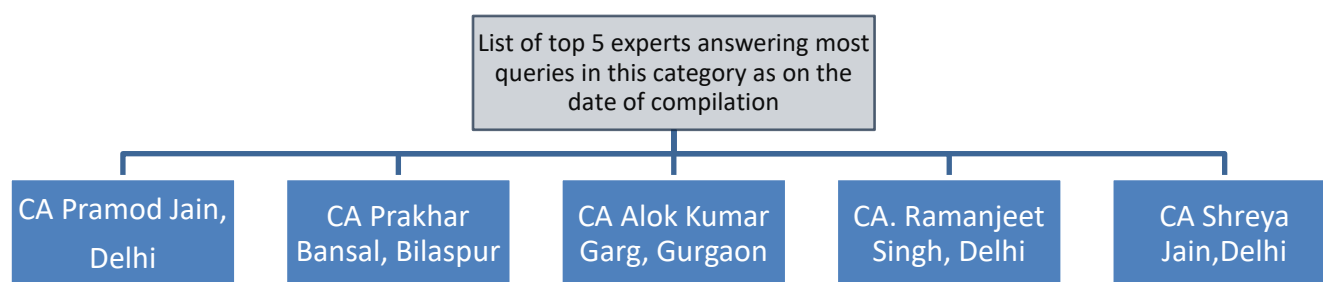 List of top 5 experts answering most
queries in this category as on the
date of compilation
CA Pramod Jain,
Delhi
CA Prakhar
Bansal, Bilaspur
CA Alok Kumar
Garg, Gurgaon
CA. Ramanjeet
Singh, Delhi
CA Shreya
Jain,Delhi